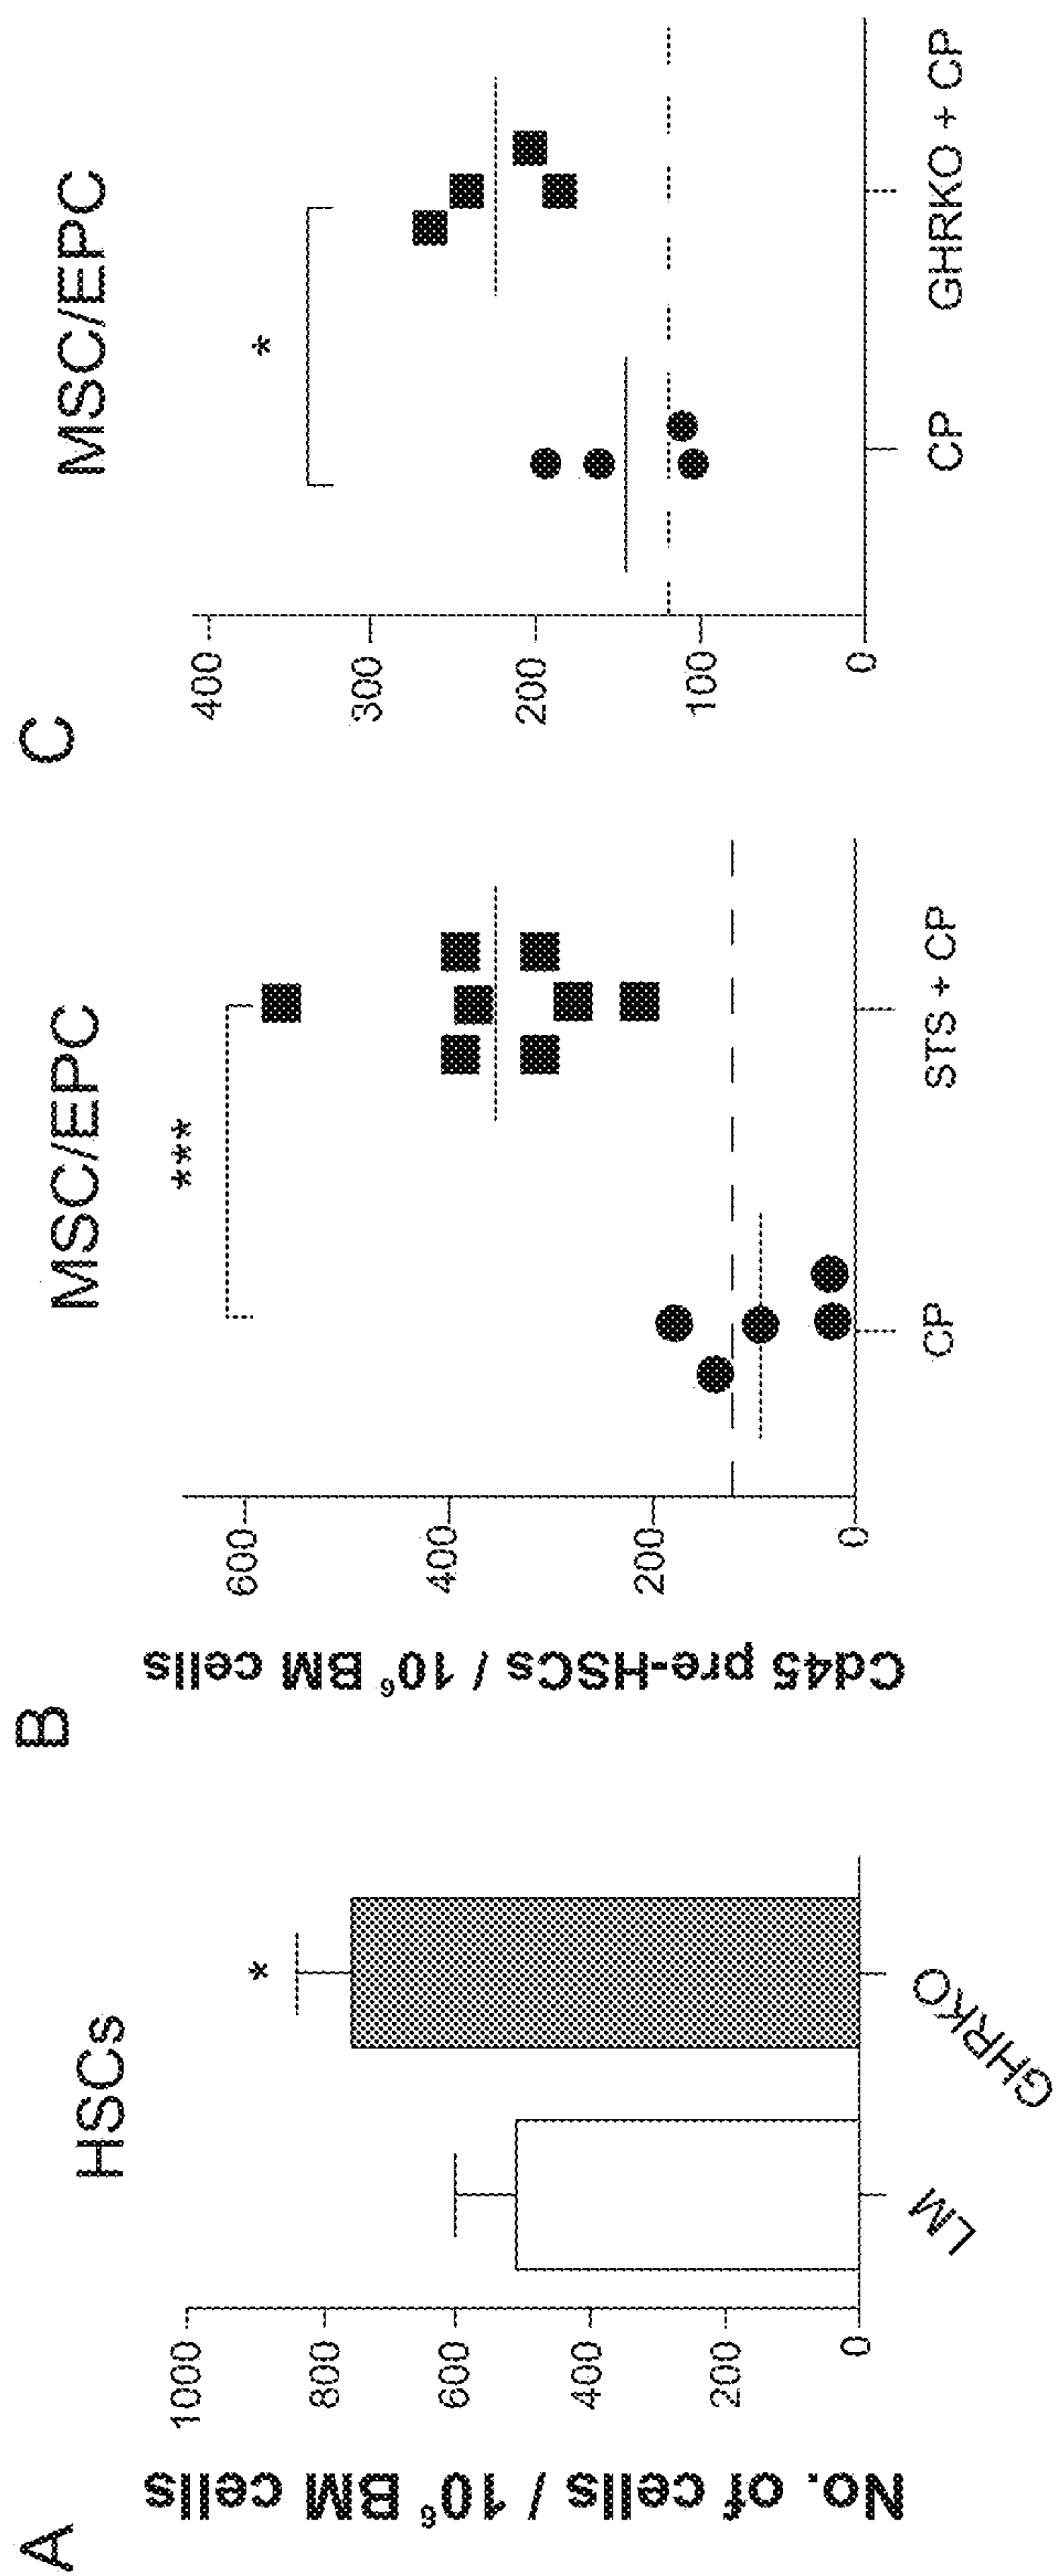 A
HSCs
No. of cells / 10⁶ BM cells
1000
800
600
400
200
0
*
LM
GHRKO
B
MSC/EPC
Cd45 pre-HSCs / 10⁶ BM cells
600
400
200
0
***
CP
STS + CP
C
MSC/EPC
400
300
200
100
0
*
CP
GHRKO + CP